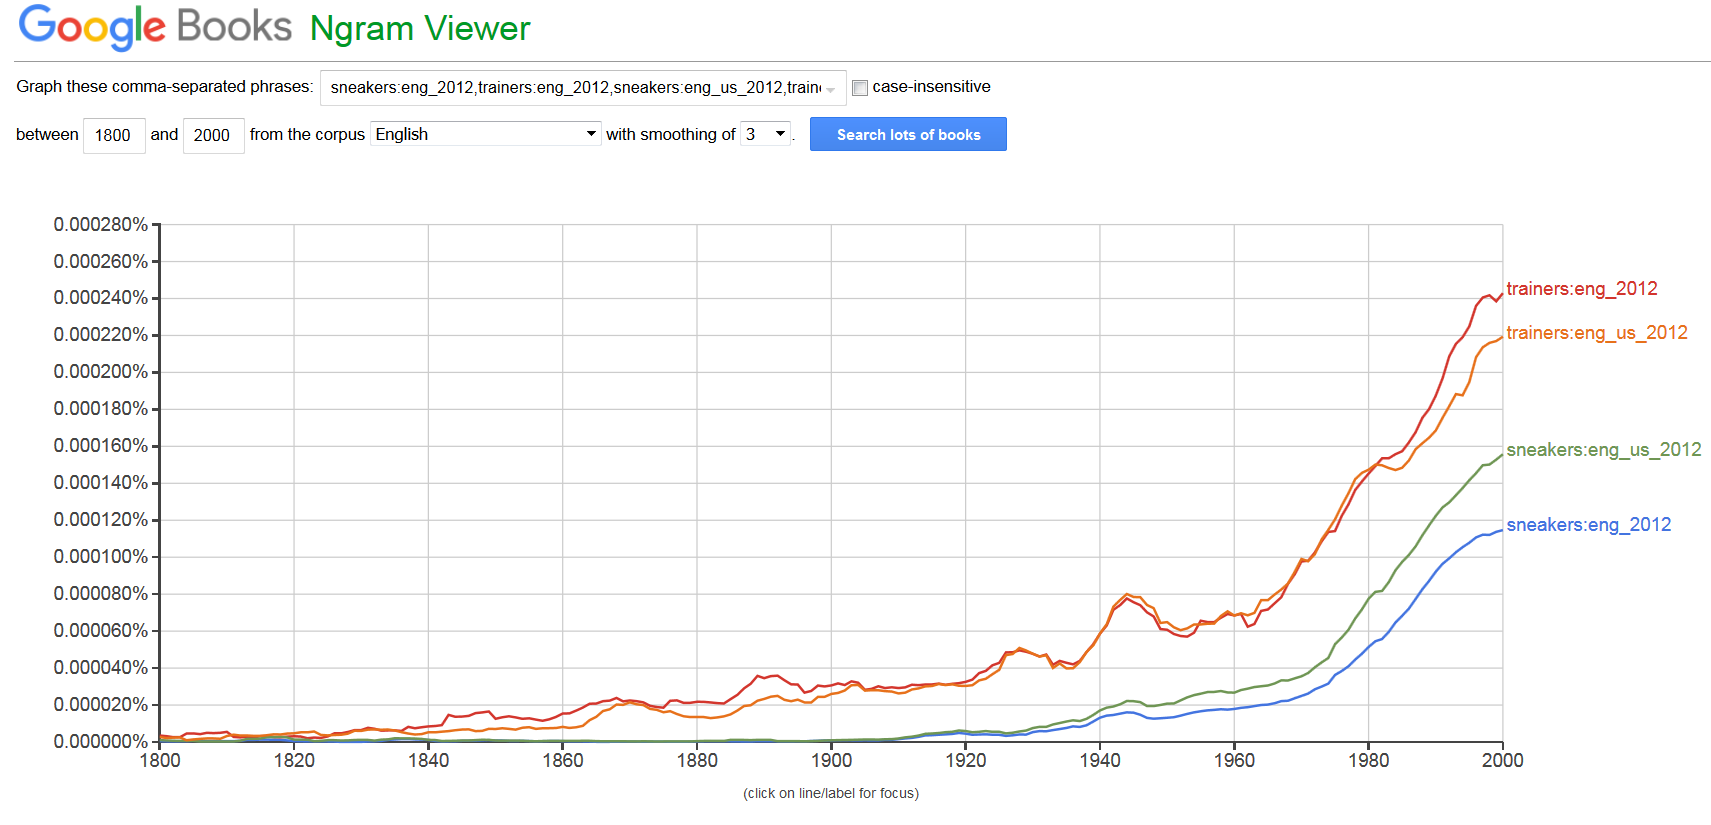 Google Books Ngram Viewer
Graph these comma-separated phrases: sneakers:eng_2012,trainers:eng_2012,sneakers:eng_us_2012,train case-insensitive
between 1800 and 2000 from the corpus English with smoothing of 3 . Search lots of books
0.000280%
0.000260%
0.000240%
0.000220%
0.000200%
0.000180%
0.000160%
0.000140%
0.000120%
0.000100%
0.000080%
0.000060%
0.000040%
0.000020%
0.000000%
trainers:eng_2012
trainers:eng_us_2012
sneakers:eng_us_2012
sneakers:eng_2012
1800 1820 1840 1860 1880 1900 1920 1940 1960 1980 2000
(click on line/label for focus)